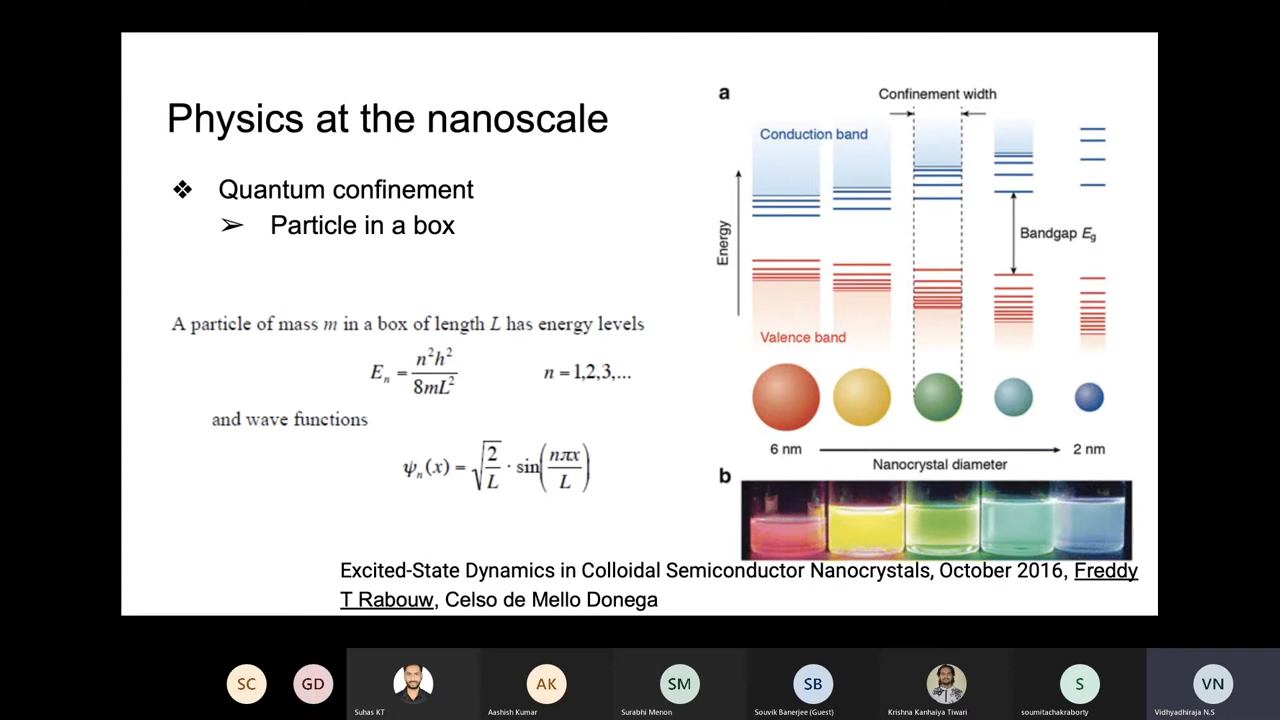 Physics at the nanoscale
❖ Quantum confinement
➢ Particle in a box
A particle of mass m in a box of length L has energy levels
Eₙ = n²h² / 8mL² n = 1,2,3,...
and wave functions
ψₙ(x) = √(2/L) · sin(nπx/L)
a
Confinement width
Conduction band
Energy
Bandgap Eg
Valence band
6 nm
2 nm
Nanocrystal diameter
b
Excited-State Dynamics in Colloidal Semiconductor Nanocrystals, October 2016, Freddy
T Rabouw, Celso de Mello Donega
SC
GD
AK
SM
SB
S
VN
Suhas KT
Aashish Kumar
Surabhi Menon
Souvik Banerjee (Guest)
Krishna Kanhaiya Tiwari
soumitachakraborty
Vidhyadhiraja N.S